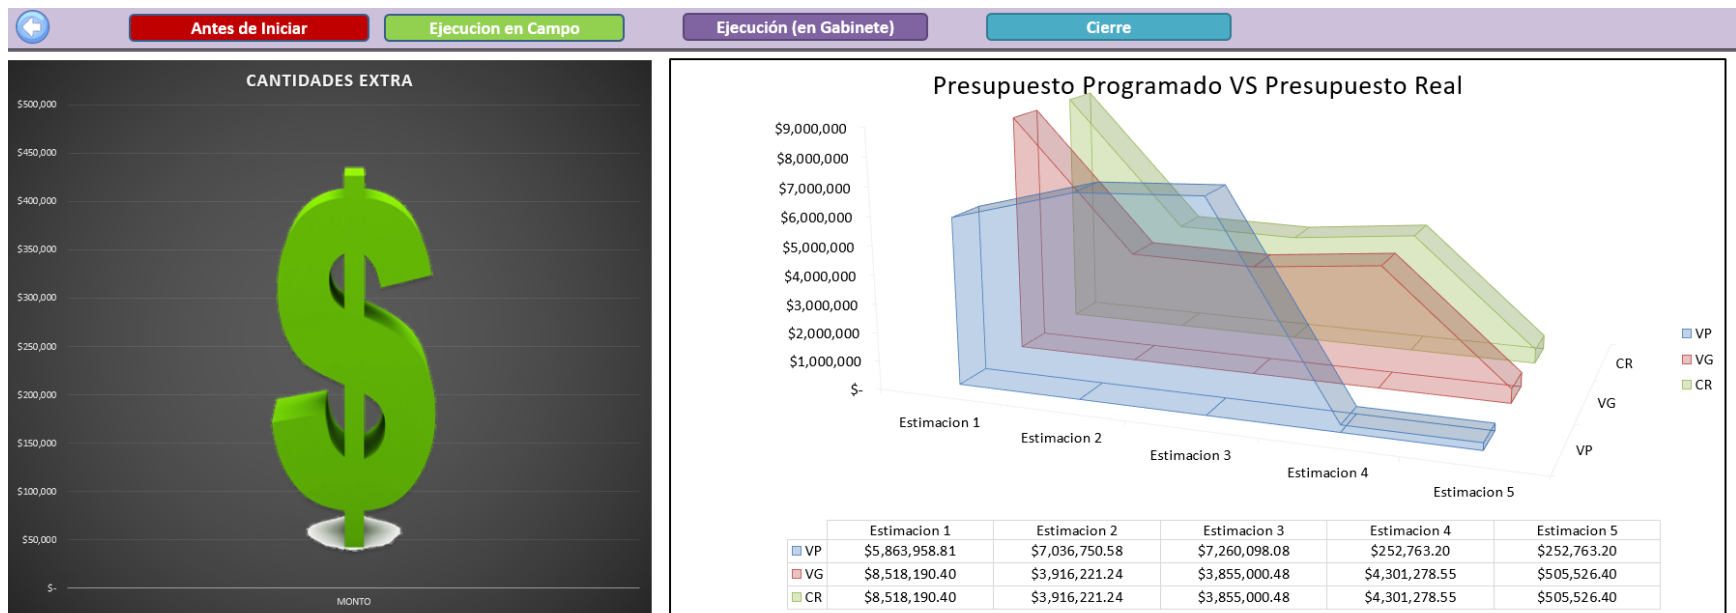 Antes de Iniciar
Ejecucion en Campo
Ejecución (en Gabinete)
Cierre
CANTIDADES EXTRA
$500,000
$450,000
$400,000
$350,000
$300,000
$250,000
$200,000
$150,000
$100,000
$50,000
$-
MONTO
Presupuesto Programado VS Presupuesto Real
$9,000,000
$8,000,000
$7,000,000
$6,000,000
$5,000,000
$4,000,000
$3,000,000
$2,000,000
$1,000,000
$-
Estimacion 1
Estimacion 2
Estimacion 3
Estimacion 4
Estimacion 5
CR
VG
VP
VP
VG
CR
Estimacion 1 Estimacion 2 Estimacion 3 Estimacion 4 Estimacion 5
VP $5,863,958.81 $7,036,750.58 $7,260,098.08 $252,763.20 $252,763.20
VG $8,518,190.40 $3,916,221.24 $3,855,000.48 $4,301,278.55 $505,526.40
CR $8,518,190.40 $3,916,221.24 $3,855,000.48 $4,301,278.55 $505,526.40